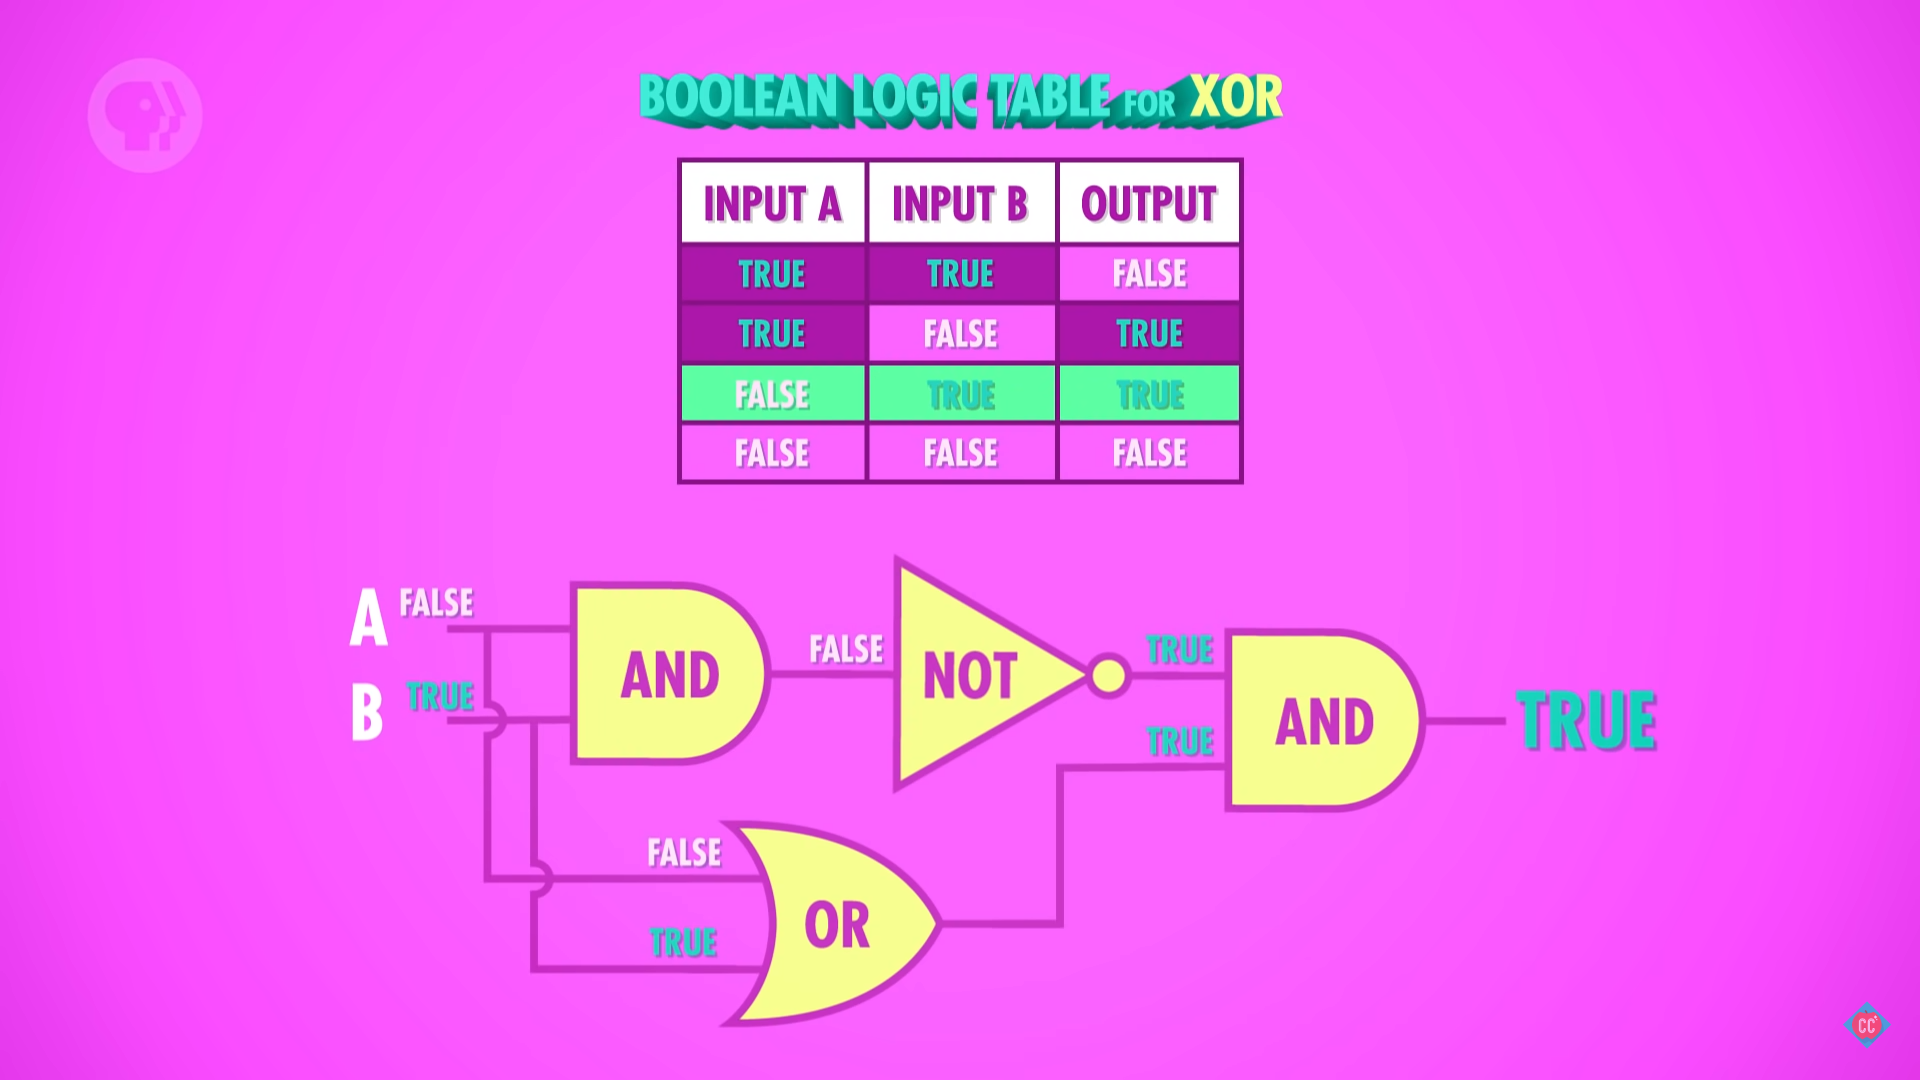 BOOLEAN LOGIC TABLE FOR XOR
INPUT A INPUT B OUTPUT
TRUE TRUE FALSE
TRUE FALSE TRUE
FALSE TRUE TRUE
FALSE FALSE FALSE
A FALSE
B TRUE
AND
FALSE
NOT
TRUE
TRUE
AND
TRUE
FALSE
TRUE
OR
CC